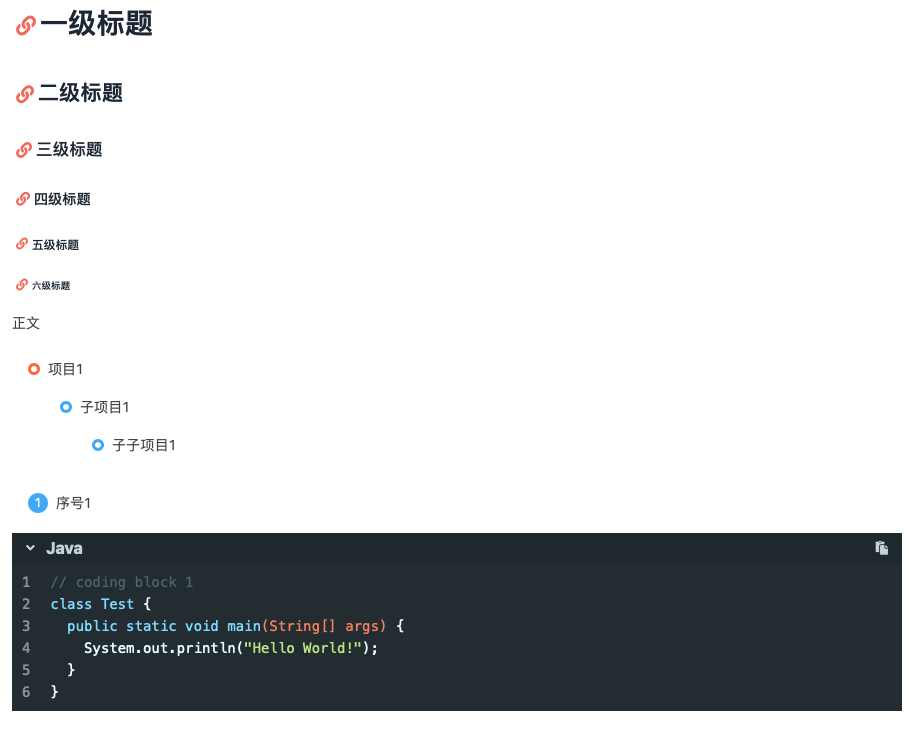 一级标题
二级标题
三级标题
四级标题
五级标题
六级标题
正文
项目1
子项目1
子子项目1
1 序号1
Java
1 // coding block 1
2 class Test {
3   public static void main(String[] args) {
4     System.out.println("Hello World!");
5   }
6 }